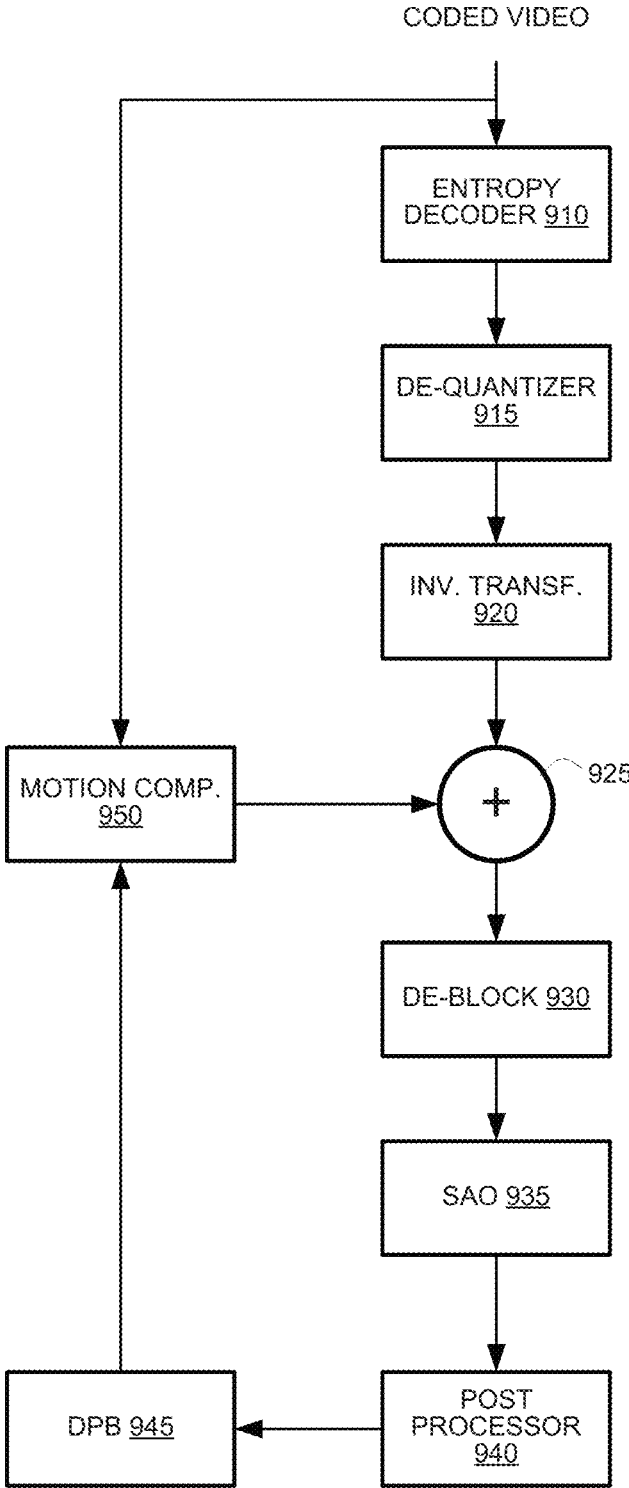 CODED VIDEO
ENTROPY
DECODER 910
DE-QUANTIZER
915
INV. TRANSF.
920
MOTION COMP.
950
+
925
DE-BLOCK 930
SAO 935
DPB 945
POST
PROCESSOR
940